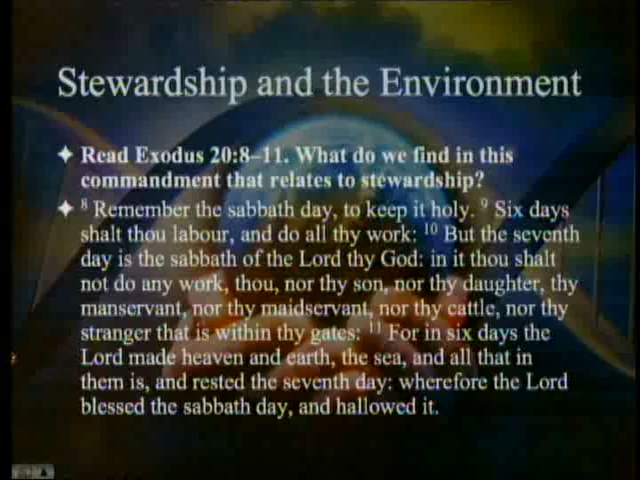 Stewardship and the Environment
✦ Read Exodus 20:8–11. What do we find in this
commandment that relates to stewardship?
✦ 8 Remember the sabbath day, to keep it holy. 9 Six days
shalt thou labour, and do all thy work: 10 But the seventh
day is the sabbath of the Lord thy God: in it thou shalt
not do any work, thou, nor thy son, nor thy daughter, thy
manservant, nor thy maidservant, nor thy cattle, nor thy
stranger that is within thy gates: 11 For in six days the
Lord made heaven and earth, the sea, and all that in
them is, and rested the seventh day: wherefore the Lord
blessed the sabbath day, and hallowed it.